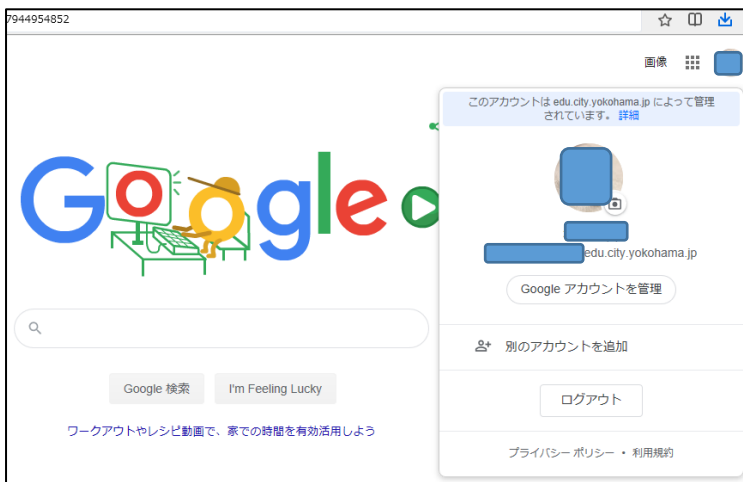 7944954852
画像
このアカウントは edu.city.yokohama.jp によって管理
されています。 詳細
Google
edu.city.yokohama.jp
Google アカウントを管理
別のアカウントを追加
Google 検索
I'm Feeling Lucky
ログアウト
ワークアウトやレシピ動画で、家での時間を有効活用しよう
プライバシー ポリシー • 利用規約